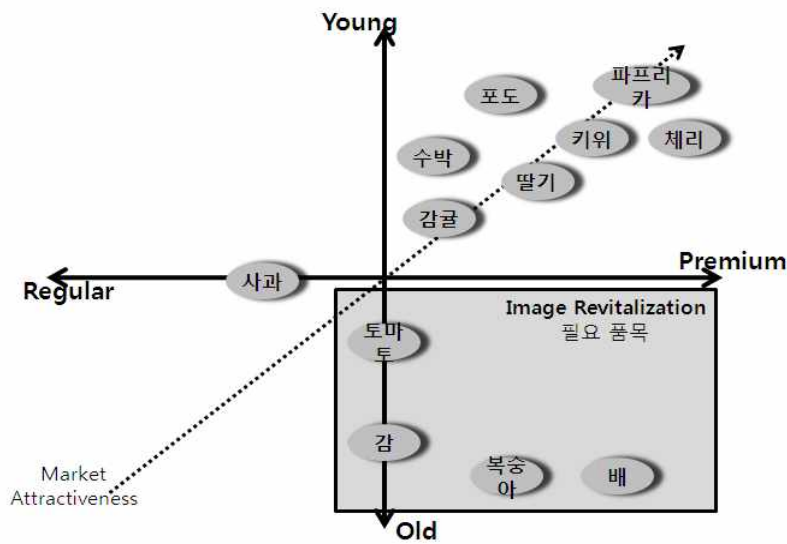 Young
파프리
카
포도
키위
체리
수박
딸기
감귤
사과
Premium
Regular
Image Revitalization
필요 품목
토마
토
감
복숭
아
배
Market
Attractiveness
Old